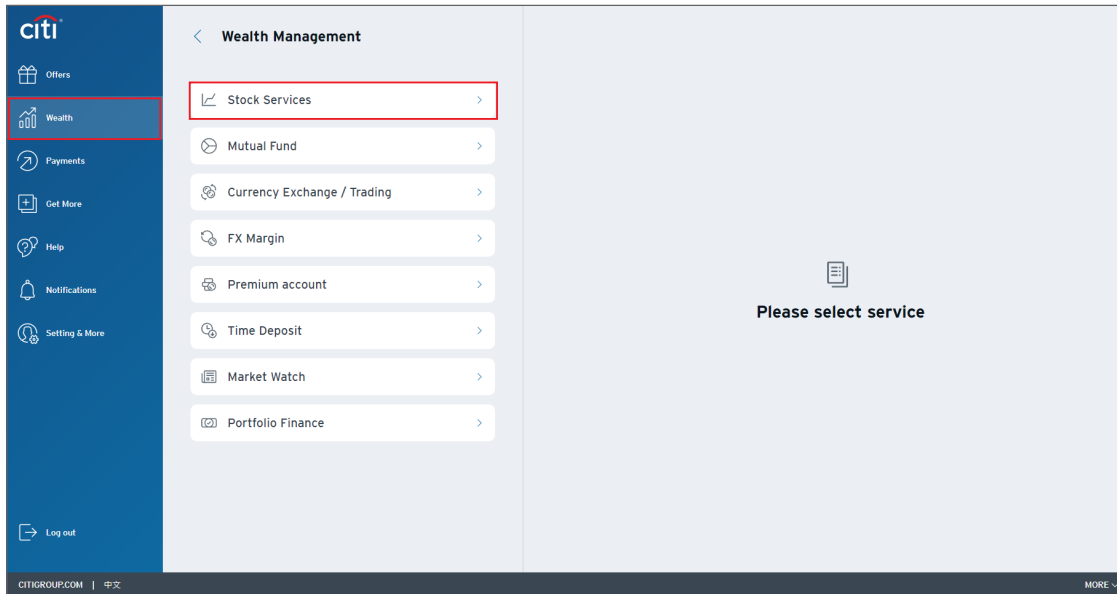 citi
Offers
Wealth
Payments
Get More
Help
Notifications
Setting & More
Log out
Wealth Management
Stock Services
Mutual Fund
Currency Exchange / Trading
FX Margin
Premium account
Time Deposit
Market Watch
Portfolio Finance
Please select service
CITIGROUP.COM | 中文
MORE